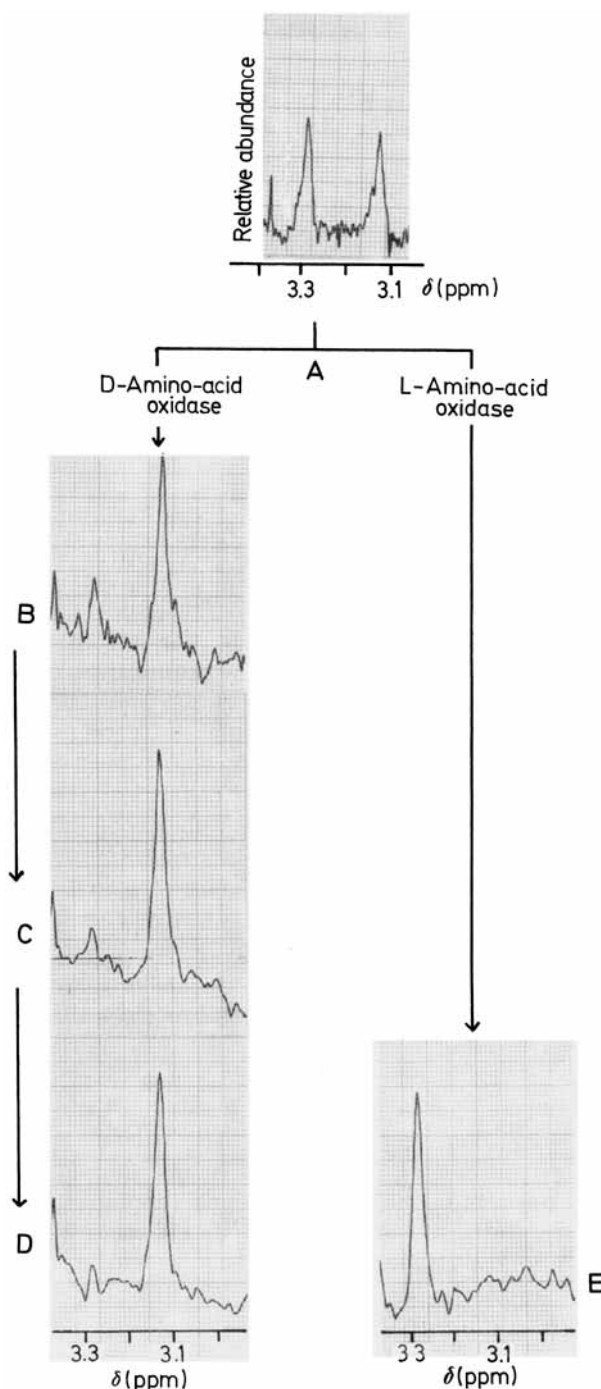 Relative abundance
3.3 3.1 δ(ppm)
A
D-Amino-acid
oxidase
L-Amino-acid
oxidase
B
C
D
E
3.3 3.1
δ(ppm)
3 3 3.1
δ(ppm)